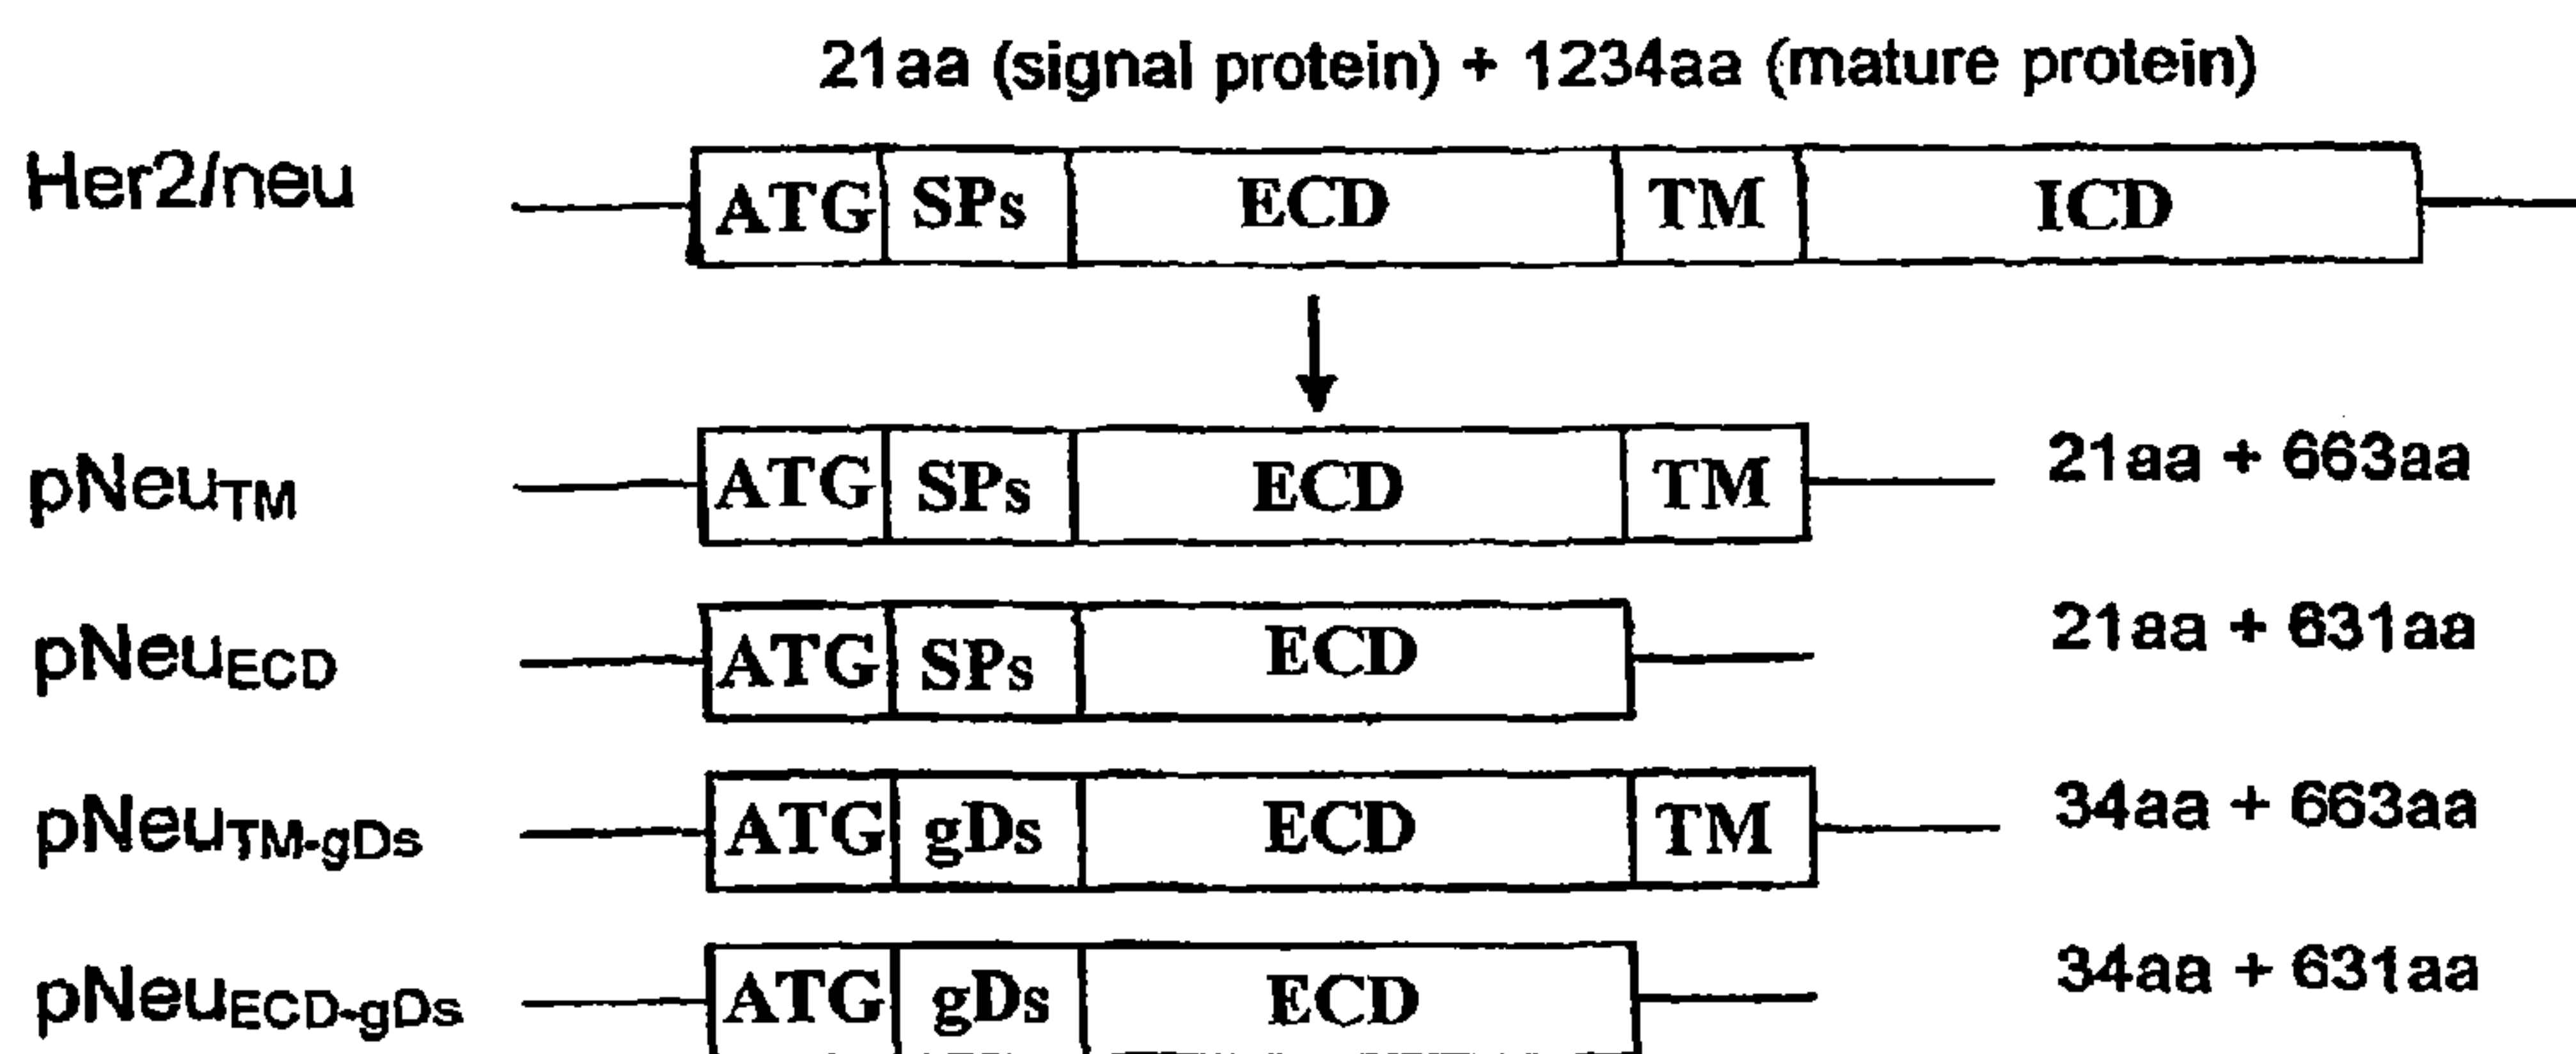 21aa (signal protein) + 1234aa (mature protein)
Her2/neu ATG SPs ECD TM ICD
pNeuTM ATG SPs ECD TM 21aa + 663aa
pNeuECD ATG SPs ECD 21aa + 631aa
pNeuTM-gDs ATG gDs ECD TM 34aa + 663aa
pNeuECD-gDs ATG gDs ECD 34aa + 631aa